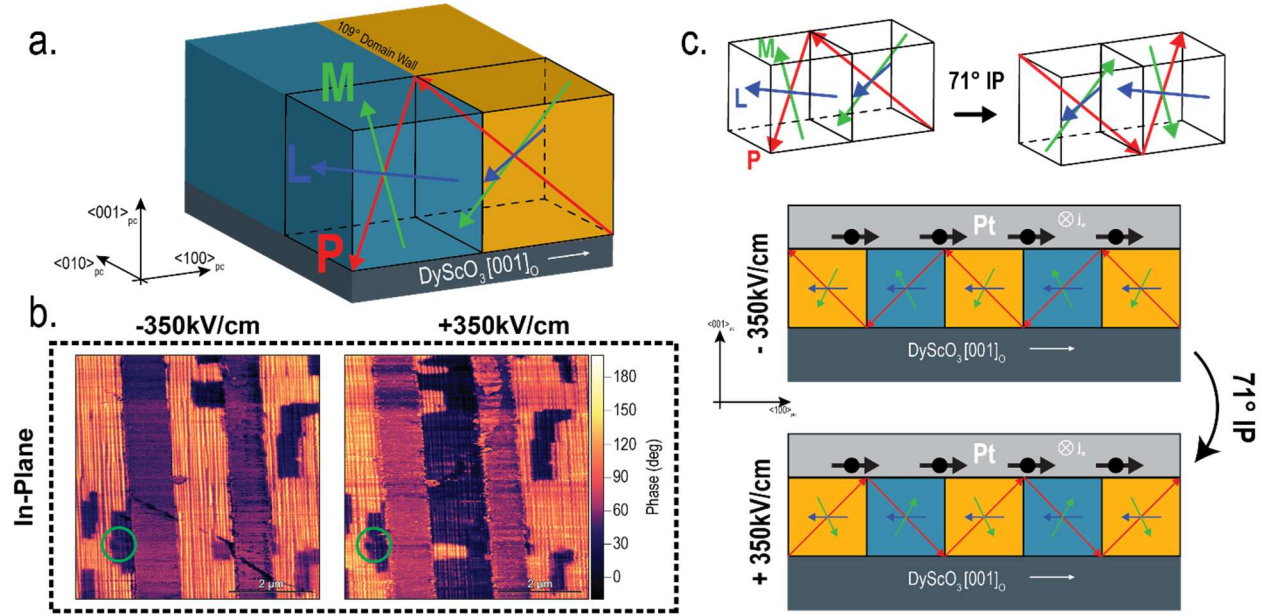 a.
109° Domain Wall
M
L
P
<001>pc
<010>pc
<100>pc
DyScO3 [001]O
b.
-350kV/cm
+350kV/cm
In-Plane
2 µm
2 µm
180
150
120
90
60
30
0
Phase (deg)
c.
M
L
P
71° IP
- 350kV/cm
Pt
je
<001>pc
DyScO3 [001]O
<100>pc
71° IP
+ 350kV/cm
Pt
je
DyScO3 [001]O